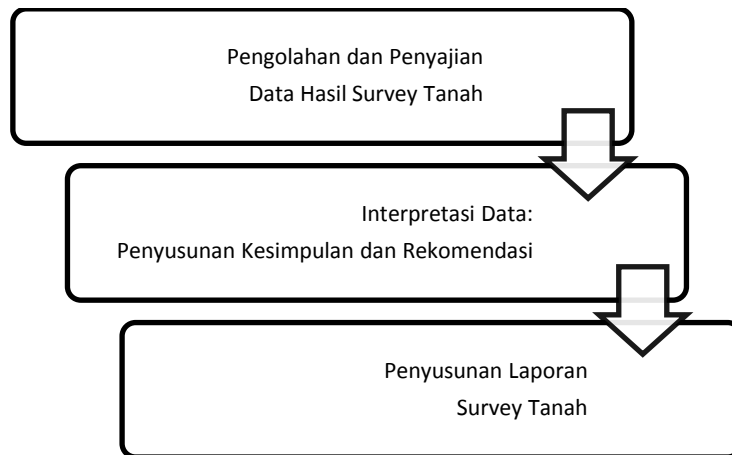 Pengolahan dan Penyajian
Data Hasil Survey Tanah
Interpretasi Data:
Penyusunan Kesimpulan dan Rekomendasi
Penyusunan Laporan
Survey Tanah